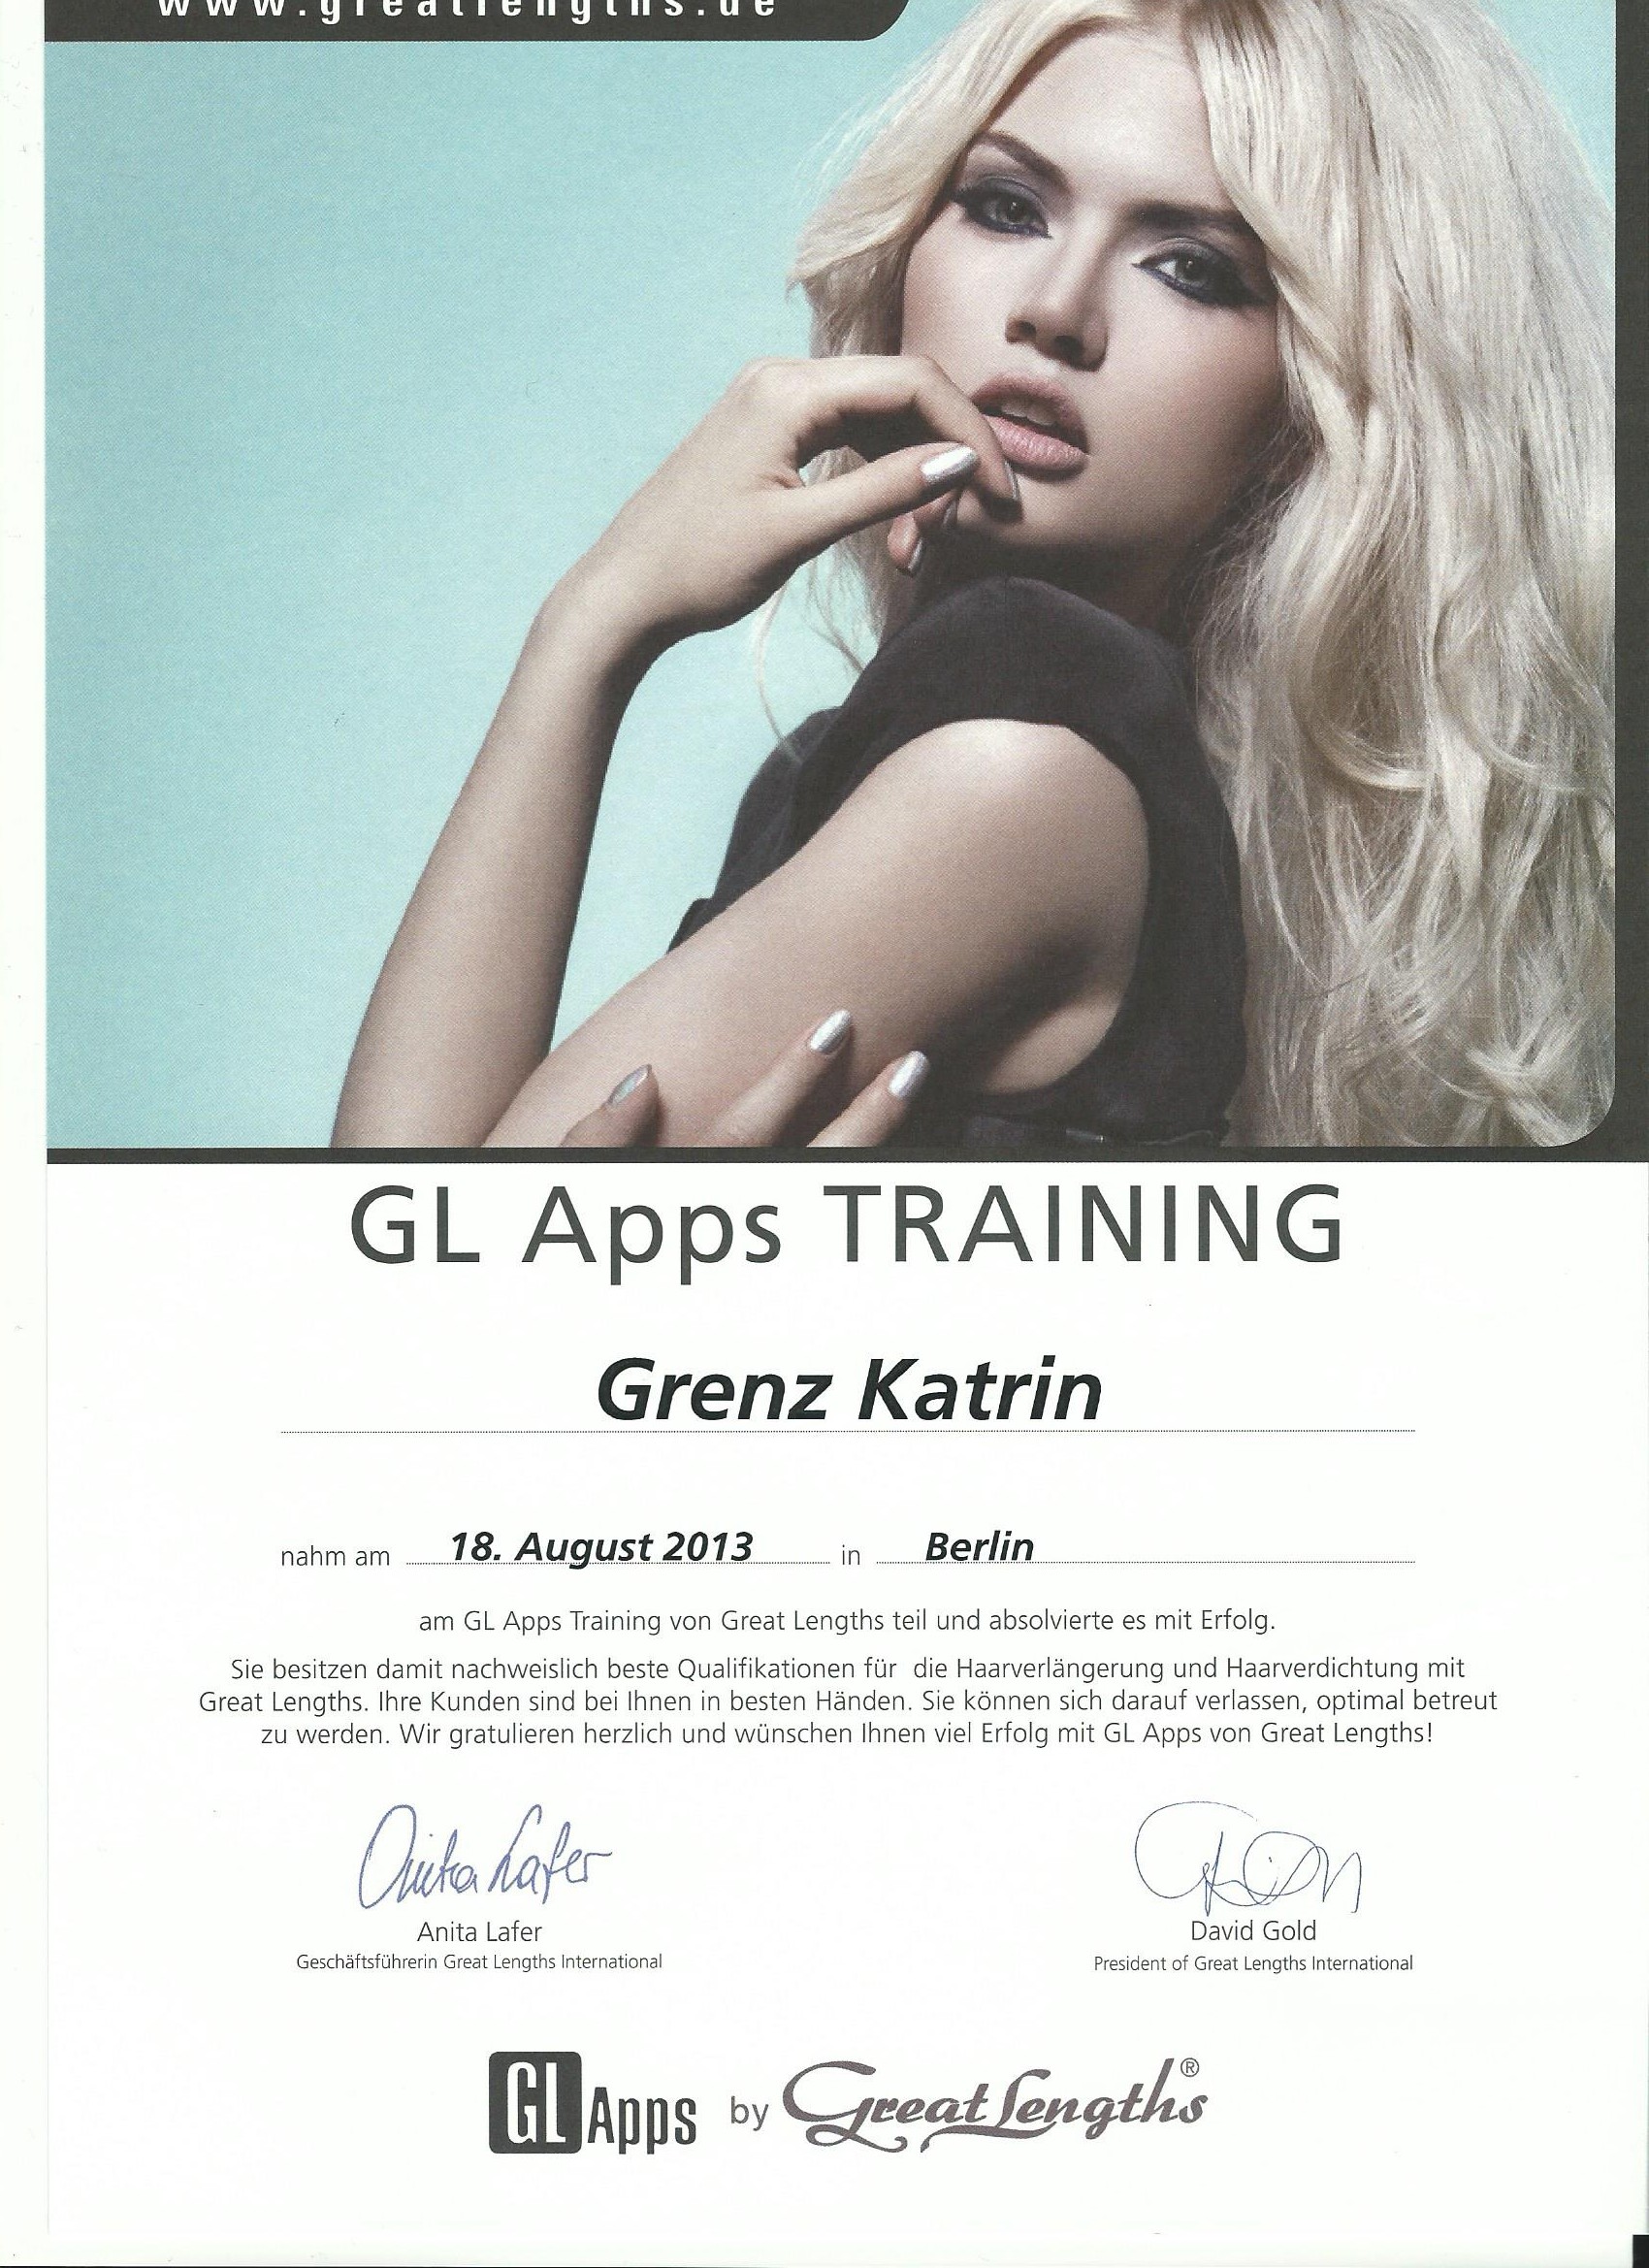 www.greatlengths.de
GL Apps TRAINING
Grenz Katrin
nahm am 18. August 2013 in Berlin
am GL Apps Training von Great Lengths teil und absolvierte es mit Erfolg.
Sie besitzen damit nachweislich beste Qualifikationen für die Haarverlängerung und Haarverdichtung mit
Great Lengths. Ihre Kunden sind bei Ihnen in besten Händen. Sie können sich darauf verlassen, optimal betreut
zu werden. Wir gratulieren herzlich und wünschen Ihnen viel Erfolg mit GL Apps von Great Lengths!
Anita Lafer
Anita Lafer
Geschäftsführerin Great Lengths International
David Gold
President of Great Lengths International
GL Apps by Great Lengths®